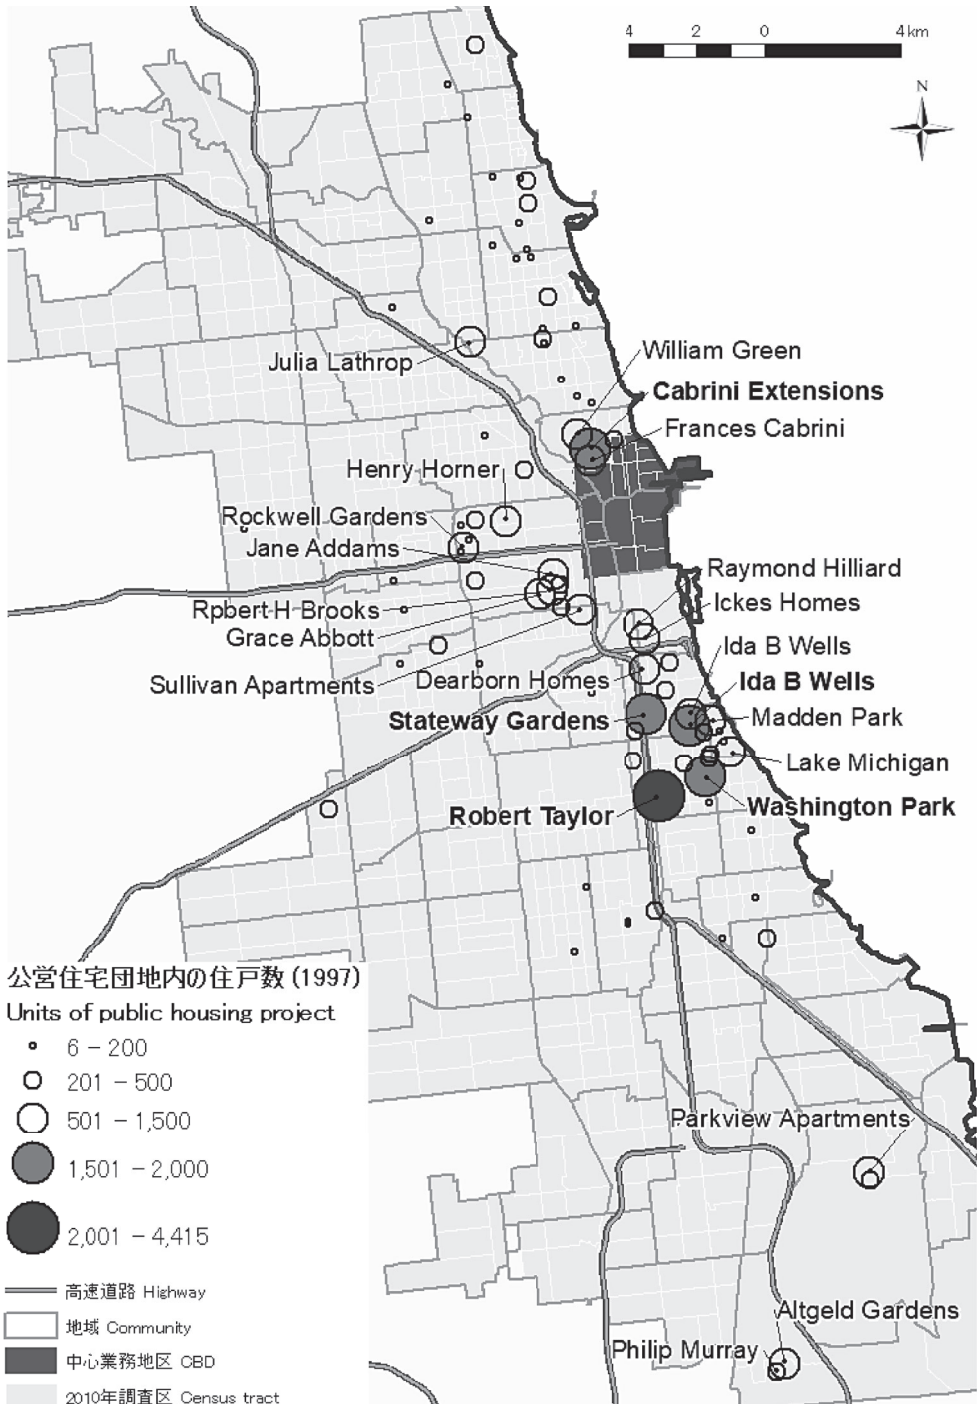 4 2 0 4 km
N
William Green
Julia Lathrop
Cabrini Extensions
Frances Cabrini
Henry Horner
Rockwell Gardens
Jane Addams
Raymond Hilliard
Rpbert H Brooks
Ickes Homes
Grace Abbott
Ida B Wells
Sullivan Apartments
Dearborn Homes
Ida B Wells
Stateway Gardens
Madden Park
Lake Michigan
Robert Taylor
Washington Park
公営住宅団地内の住戸数 (1997)
Units of public housing project
6 - 200
201 - 500
501 - 1,500
1,501 - 2,000
2,001 - 4,415
高速道路 Highway
地域 Community
中心業務地区 CBD
2010年調査区 Census tract
Parkview Apartments
Altgeld Gardens
Philip Murray